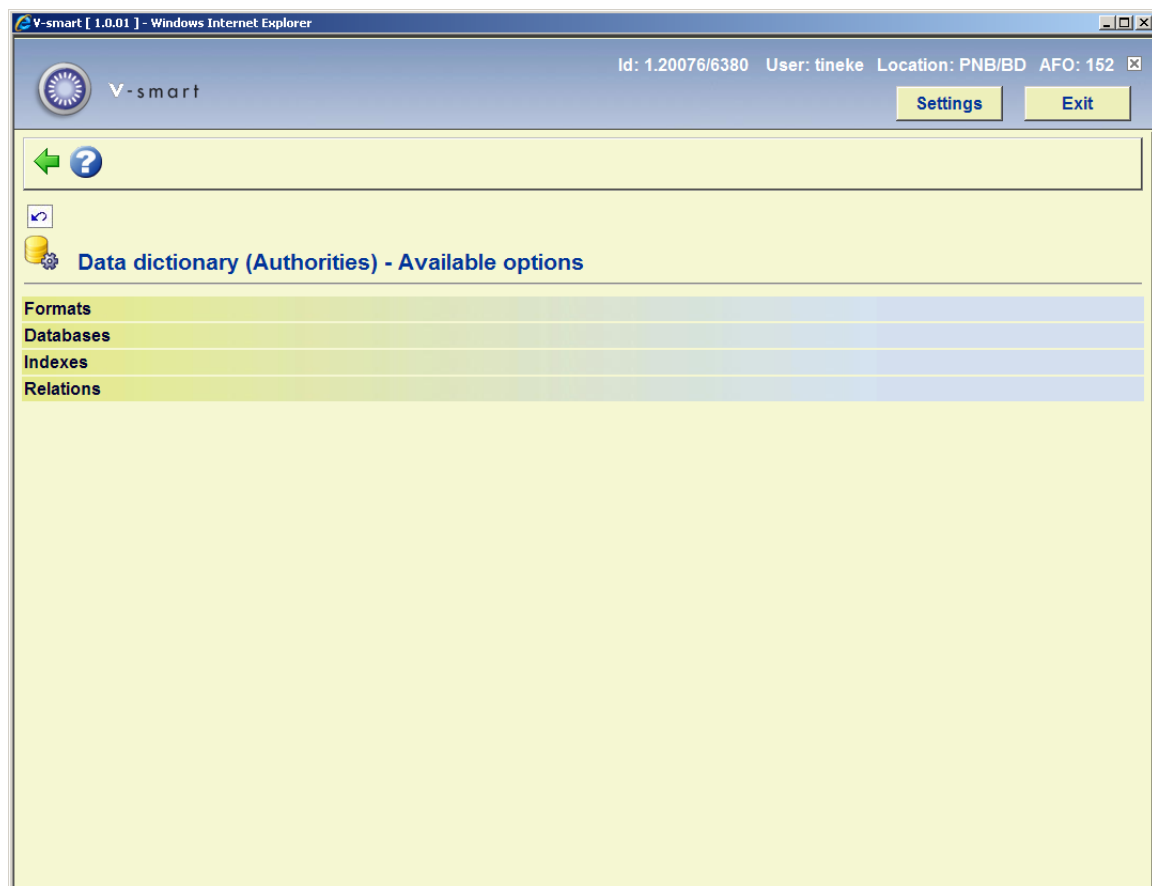 V-smart [ 1.0.01 ] - Windows Internet Explorer
Id: 1.20076/6380 User: tineke Location: PNB/BD AFO: 152
V-smart
Settings Exit
Data dictionary (Authorities) - Available options
Formats
Databases
Indexes
Relations